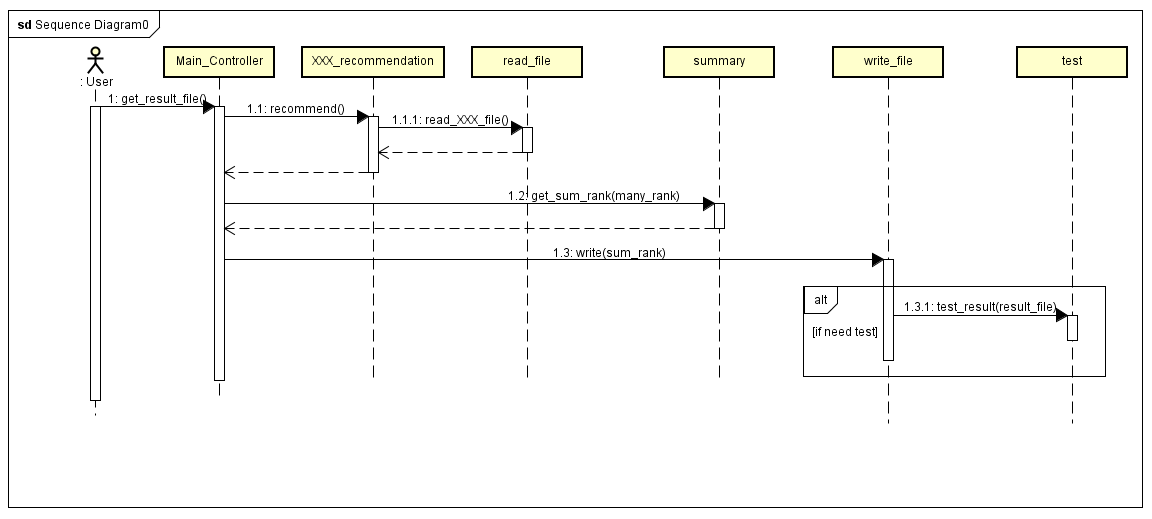 sd Sequence Diagram0
: User
Main_Controller
XXX_recommendation
read_file
summary
write_file
test
1: get_result_file()
1.1: recommend()
1.1.1: read_XXX_file()
1.2: get_sum_rank(many_rank)
1.3: write(sum_rank)
alt
1.3.1: test_result(result_file)
[if need test]